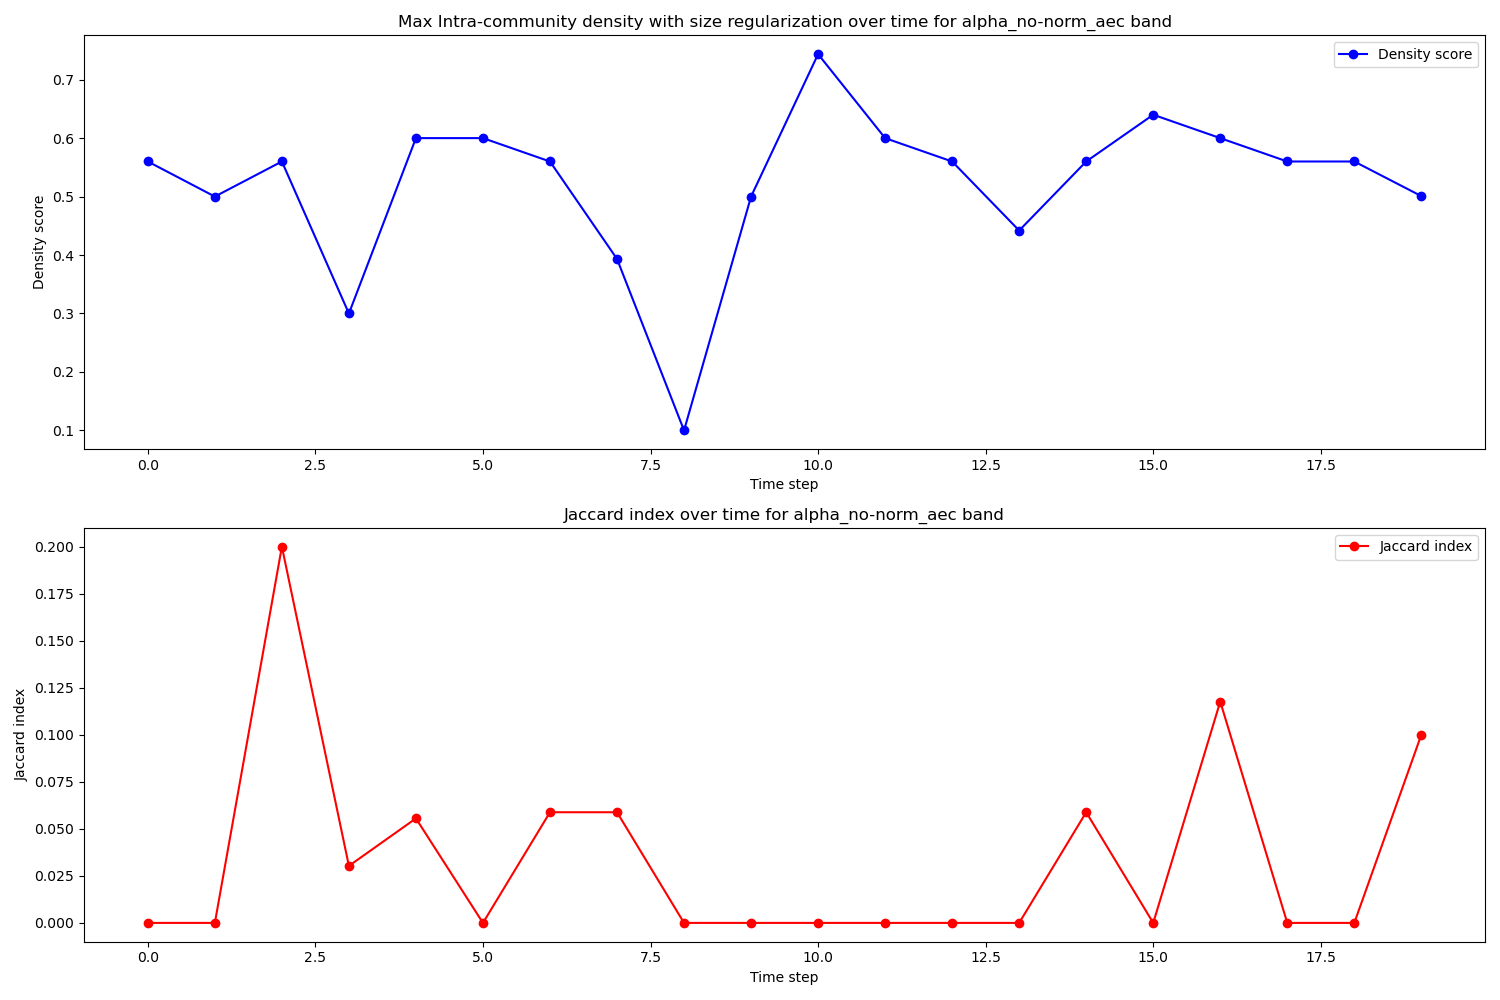 Max Intra-community density with size regularization over time for alpha_no-norm_aec band
Density score
0.7
0.6
0.5
0.4
0.3
0.2
0.1
Density score
0.0 2.5 5.0 7.5 10.0 12.5 15.0 17.5
Time step
Jaccard index over time for alpha_no-norm_aec band
Jaccard index
0.200
0.175
0.150
0.125
0.100
0.075
0.050
0.025
0.000
Jaccard index
0.0 2.5 5.0 7.5 10.0 12.5 15.0 17.5
Time step